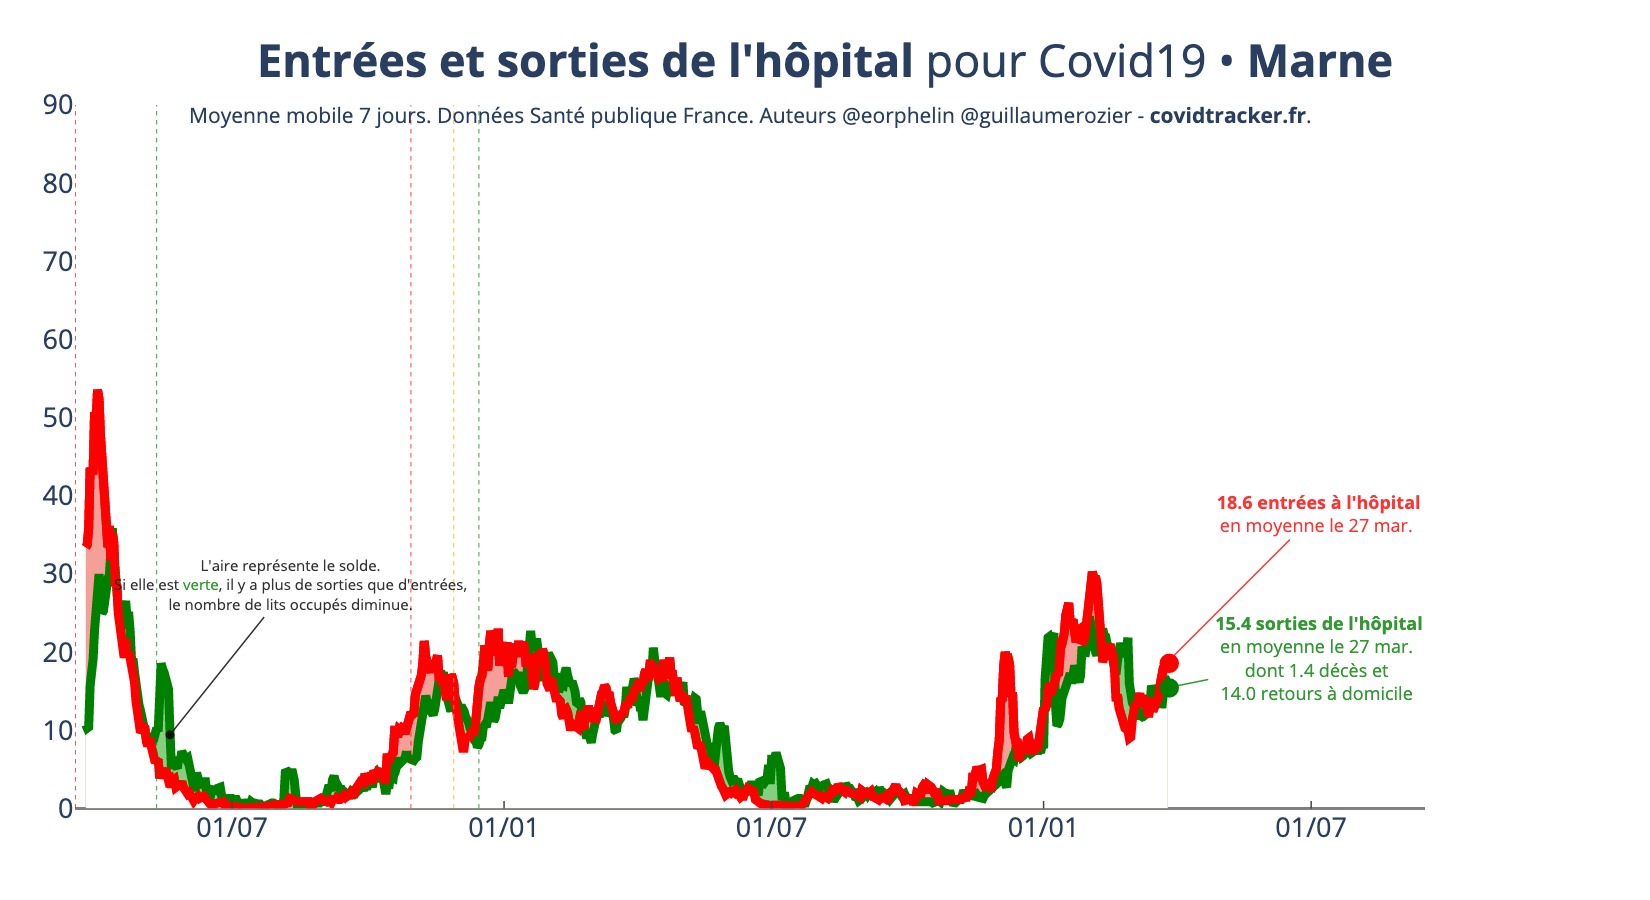 Entrées et sorties de l'hôpital pour Covid19 • Marne
Moyenne mobile 7 jours. Données Santé publique France. Auteurs @eorphelin @guillaumerozier - covidtracker.fr.
90
80
70
60
50
40
30
20
10
0
L'aire représente le solde.
Si elle est verte, il y a plus de sorties que d'entrées,
le nombre de lits occupés diminue.
18.6 entrées à l'hôpital
en moyenne le 27 mar.
15.4 sorties de l'hôpital
en moyenne le 27 mar.
dont 1.4 décès et
14.0 retours à domicile
01/07 01/01 01/07 01/01 01/07